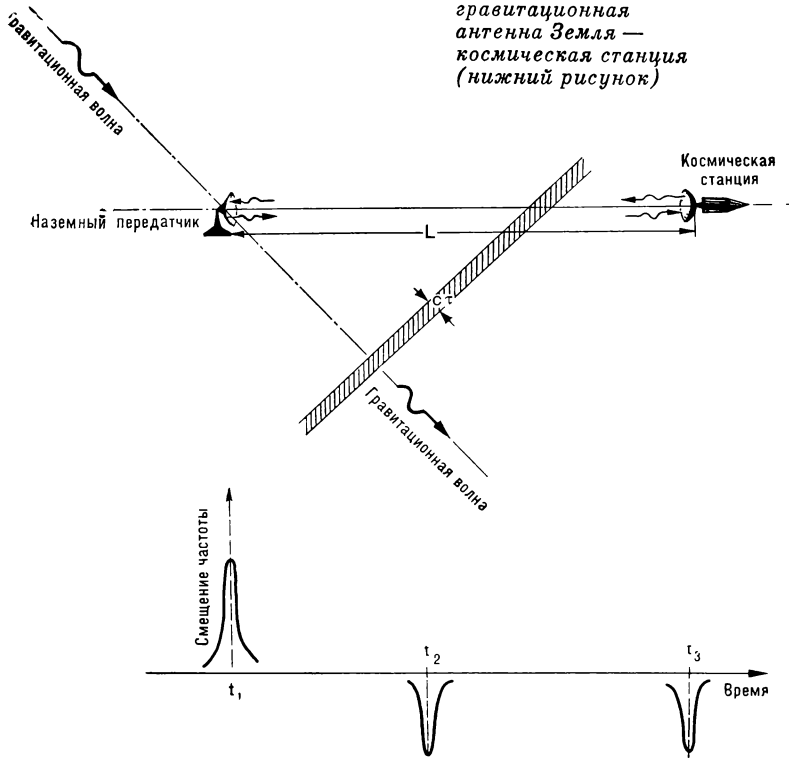 гравитационная
антенна Земля —
космическая станция
(нижний рисунок)
Гравитационная волна
Космическая
станция
Наземный передатчик
L
cτ
Гравитационная волна
Смещение частоты
t₁
t₂
t₃
Время